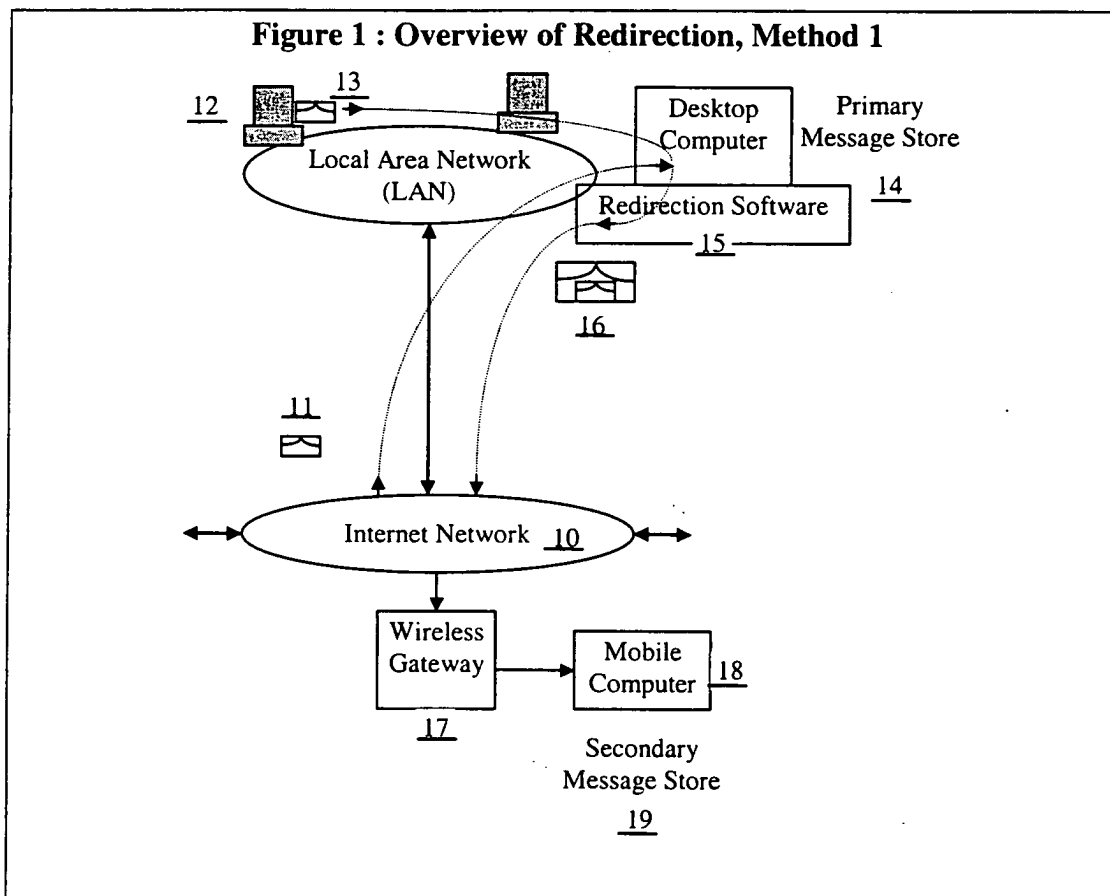 Figure 1 : Overview of Redirection, Method 1
13
12
Desktop
Computer
Primary
Message Store
14
Local Area Network
(LAN)
Redirection Software
15
16
11
Internet Network 10
Wireless
Gateway
17
Mobile
Computer
18
Secondary
Message Store
19